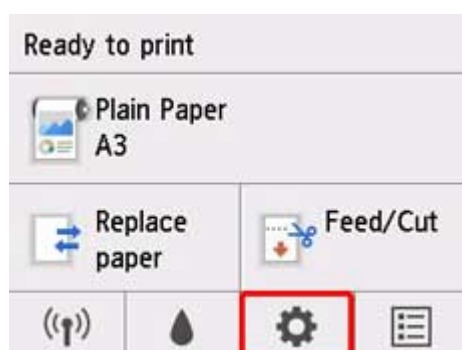 Ready to print
Plain Paper
A3
Replace
paper
Feed/Cut